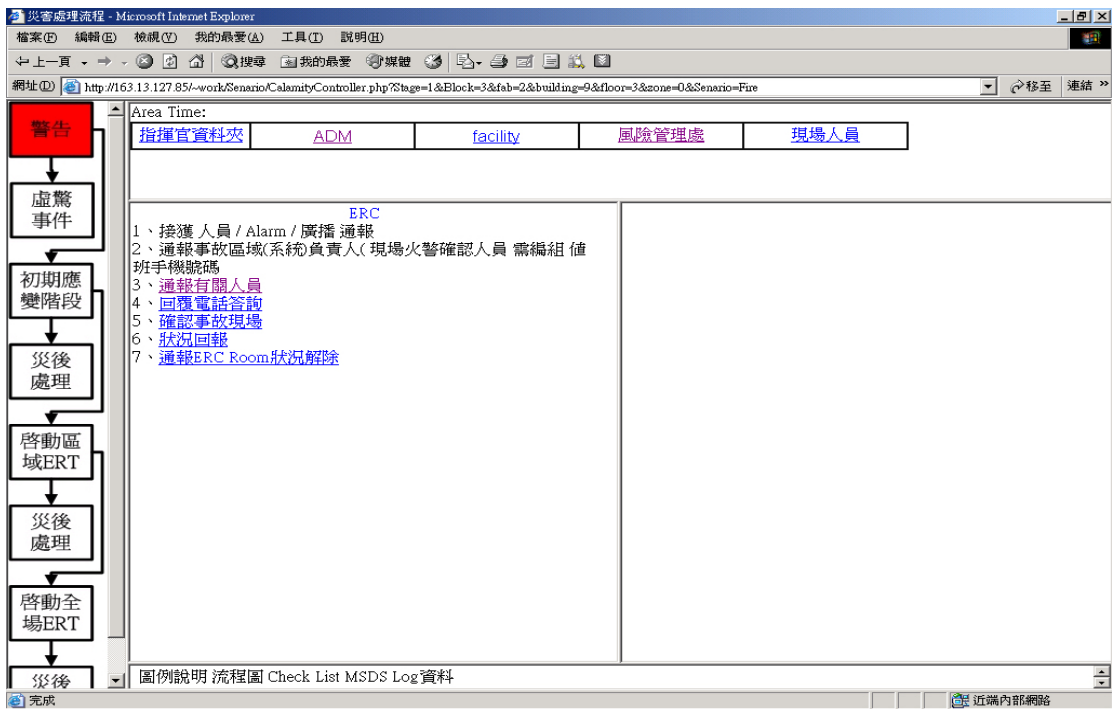 災害處理流程 - Microsoft Internet Explorer
檔案(F) 編輯(E) 檢視(V) 我的最愛(A) 工具(T) 說明(H)
上一頁 搜尋 我的最愛 媒體
網址(D) http://163.13.127.85/~work/Senario/CalamityController.php?Stage=1&Block=3&fab=2&building=9&floor=3&zone=0&Senario=Fire 移至 連結 »
警告
虛驚
事件
初期應
變階段
災後
處理
啓動區
域ERT
災後
處理
啓動全
場ERT
災後
Area Time:
指揮官資料夾 ADM facility 風險管理處 現場人員
ERC
1、接獲 人員 / Alarm / 廣播 通報
2、通報事故區域(系統)負責人( 現場火警確認人員 需編組 值
班手機號碼
3、通報有關人員
4、回覆電話答詢
5、確認事故現場
6、狀況回報
7、通報ERC Room狀況解除
圖例說明 流程圖 Check List MSDS Log資料
完成 近端內部網路